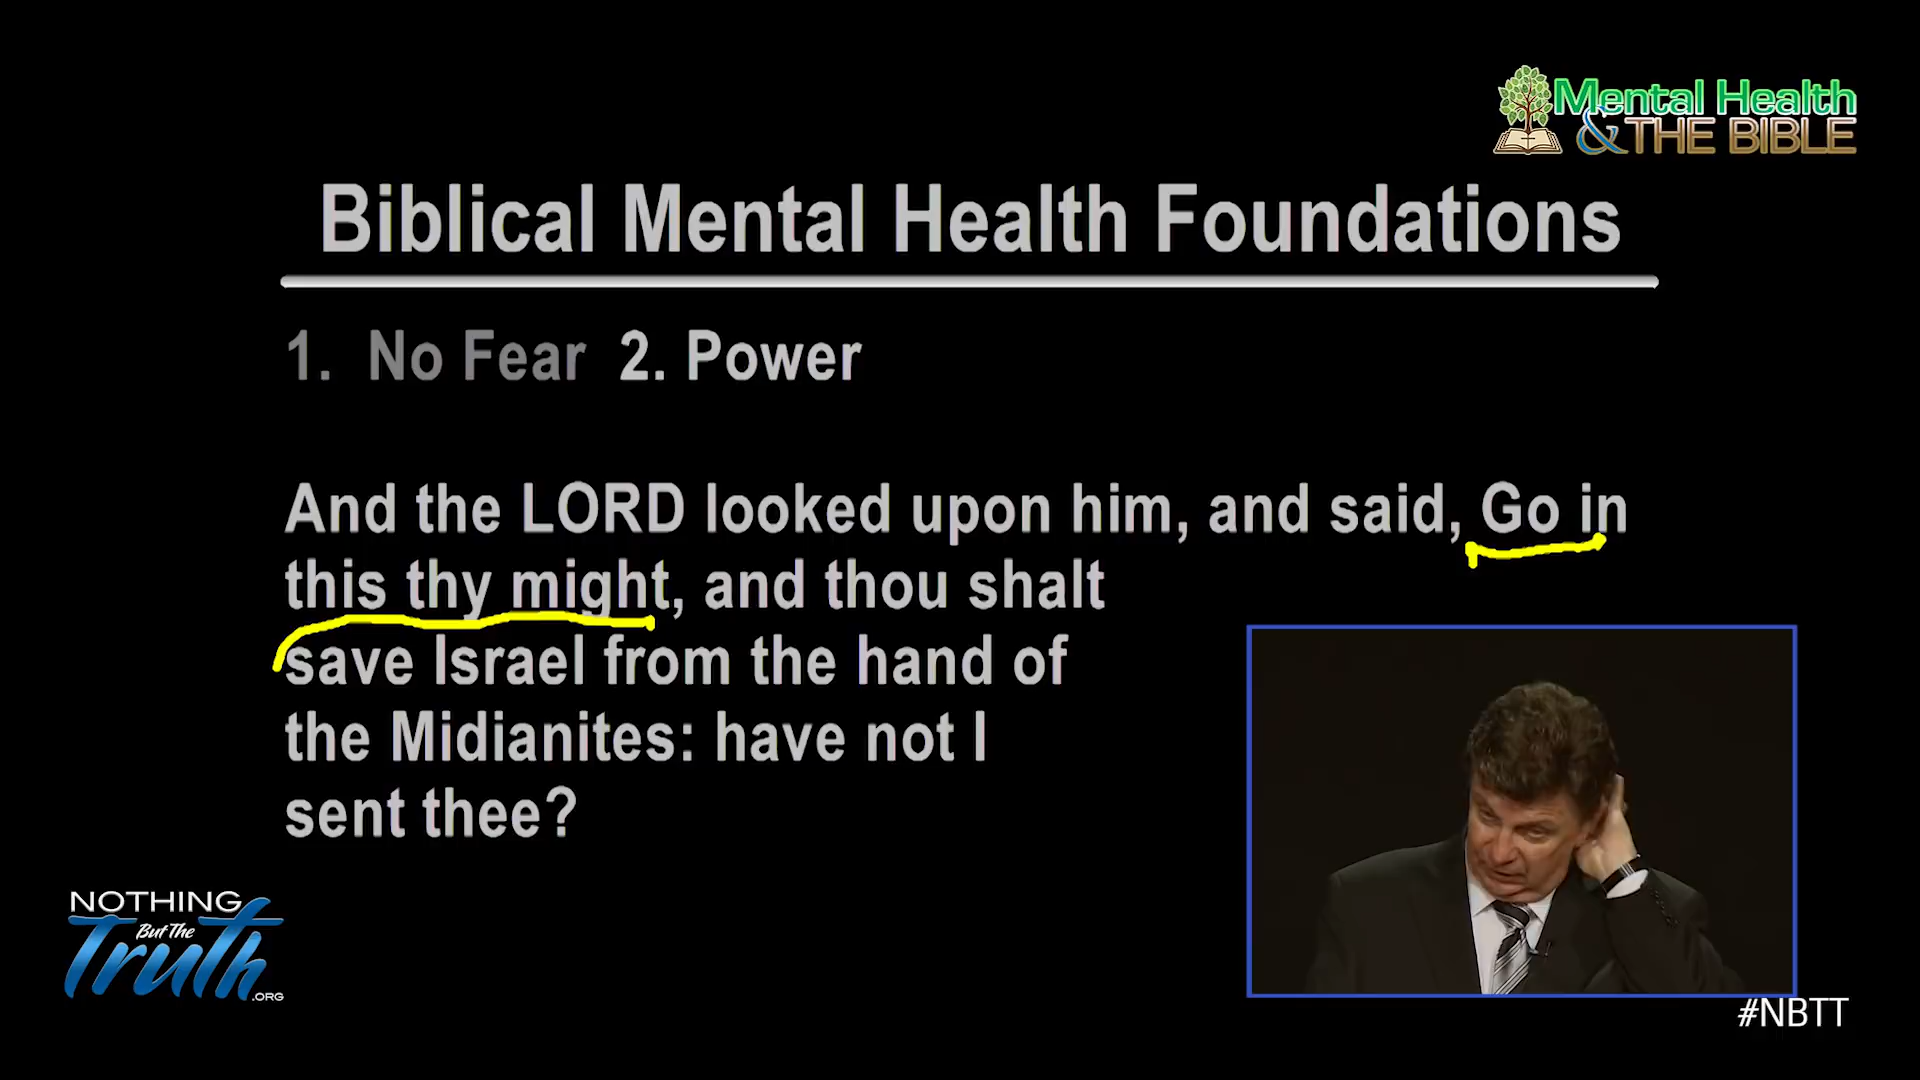 Mental Health
& THE BIBLE
Biblical Mental Health Foundations
1. No Fear 2. Power
And the LORD looked upon him, and said, Go in
this thy might, and thou shalt
save Israel from the hand of
the Midianites: have not I
sent thee?
NOTHING
But The
Truth
.ORG
#NBTT